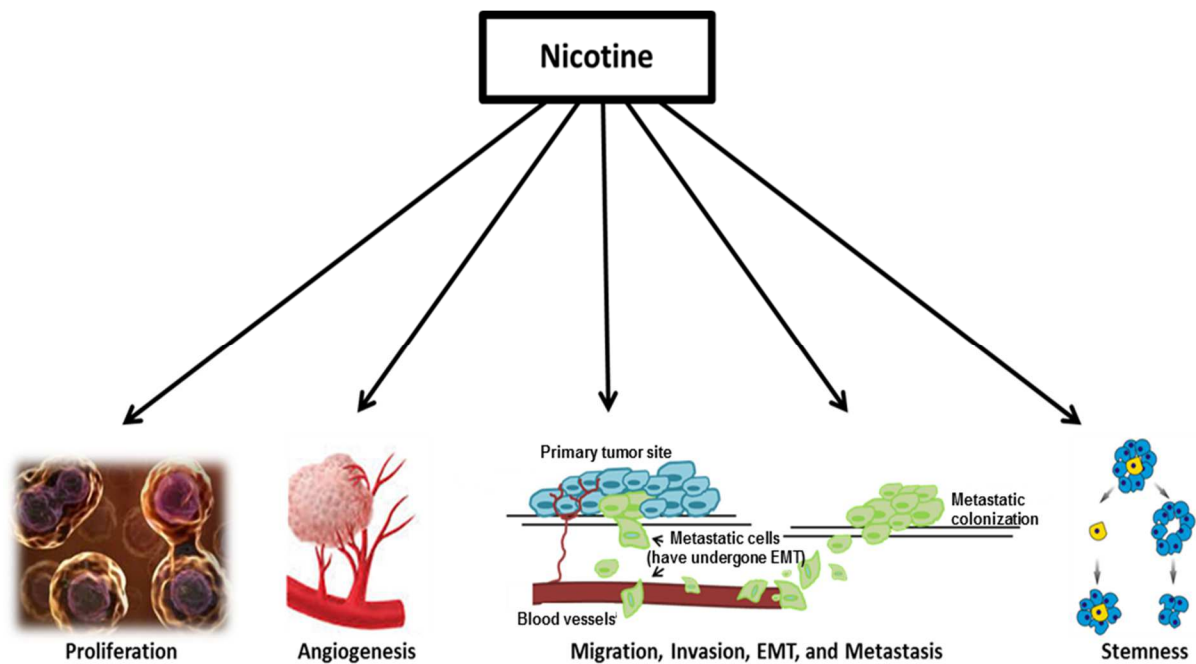 Nicotine
Primary tumor site
Metastatic
colonization
Metastatic cells
(have undergone EMT)
Blood vessels
Proliferation
Angiogenesis
Migration, Invasion, EMT, and Metastasis
Stemness